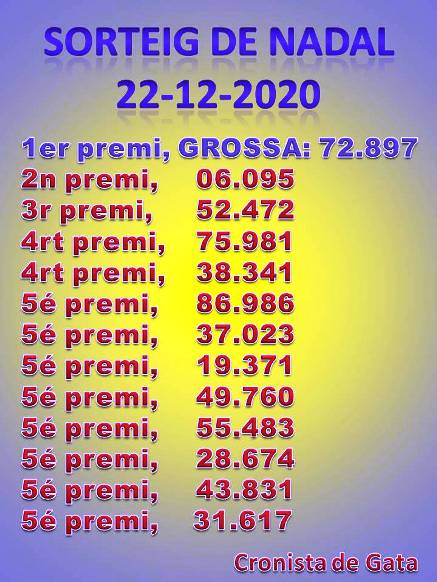 SORTEIG DE NADAL
22-12-2020
1er premi, GROSSA: 72.897
2n premi, 06.095
3r premi, 52.472
4rt premi, 75.981
4rt premi, 38.341
5é premi, 86.986
5é premi, 37.023
5é premi, 19.371
5é premi, 49.760
5é premi, 55.483
5é premi, 28.674
5é premi, 43.831
5é premi, 31.617
Cronista de Gata